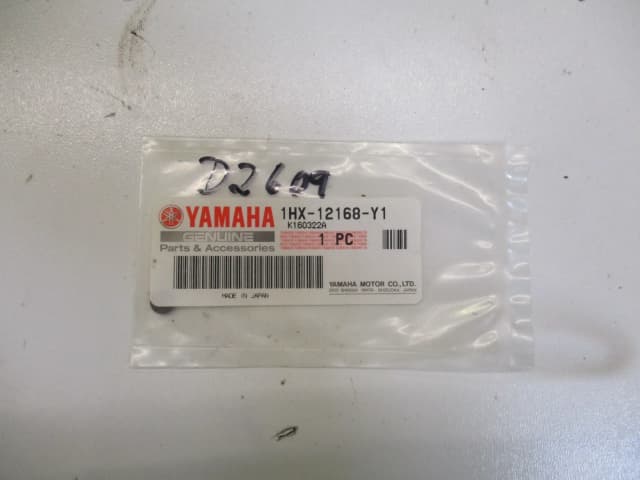 D2609
YAMAHA 1HX-12168-Y1
K160322A
GENUINE
Parts & Accessories
1 PC
YAMAHA MOTOR CO.,LTD.
MADE IN JAPAN